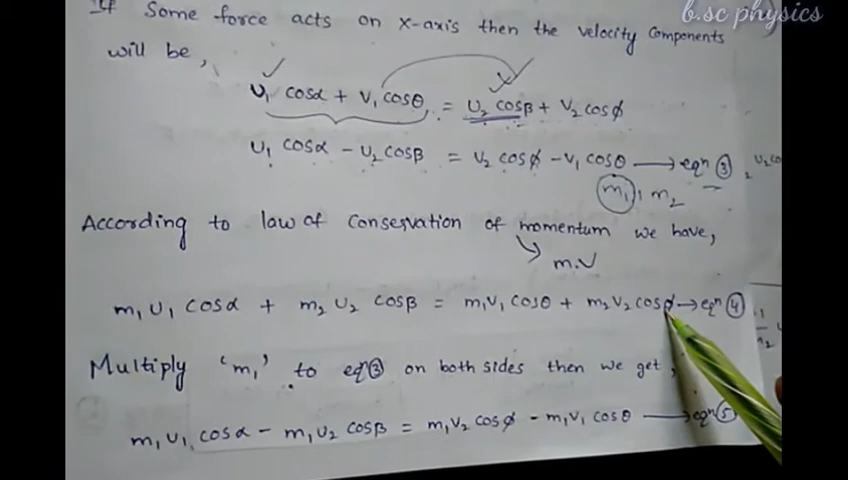 b.sc physics
If some force acts on x-axis then the velocity components
will be,
U₁ cosα + V₁ cosθ = U₂ cosβ + V₂ cosϕ
U₁ cosα - U₂ cosβ = V₂ cosϕ - V₁ cosθ → eqⁿ ③
m₁, m₂
According to law of conservation of momentum we have,
m.v
m₁U₁ cosα + m₂U₂ cosβ = m₁V₁ cosθ + m₂V₂ cosϕ → eqⁿ ④
Multiply 'm₁' to eqⁿ③ on both sides then we get,
m₁U₁ cosα - m₁U₂ cosβ = m₁V₂ cosϕ - m₁V₁ cosθ → eqⁿ⑤